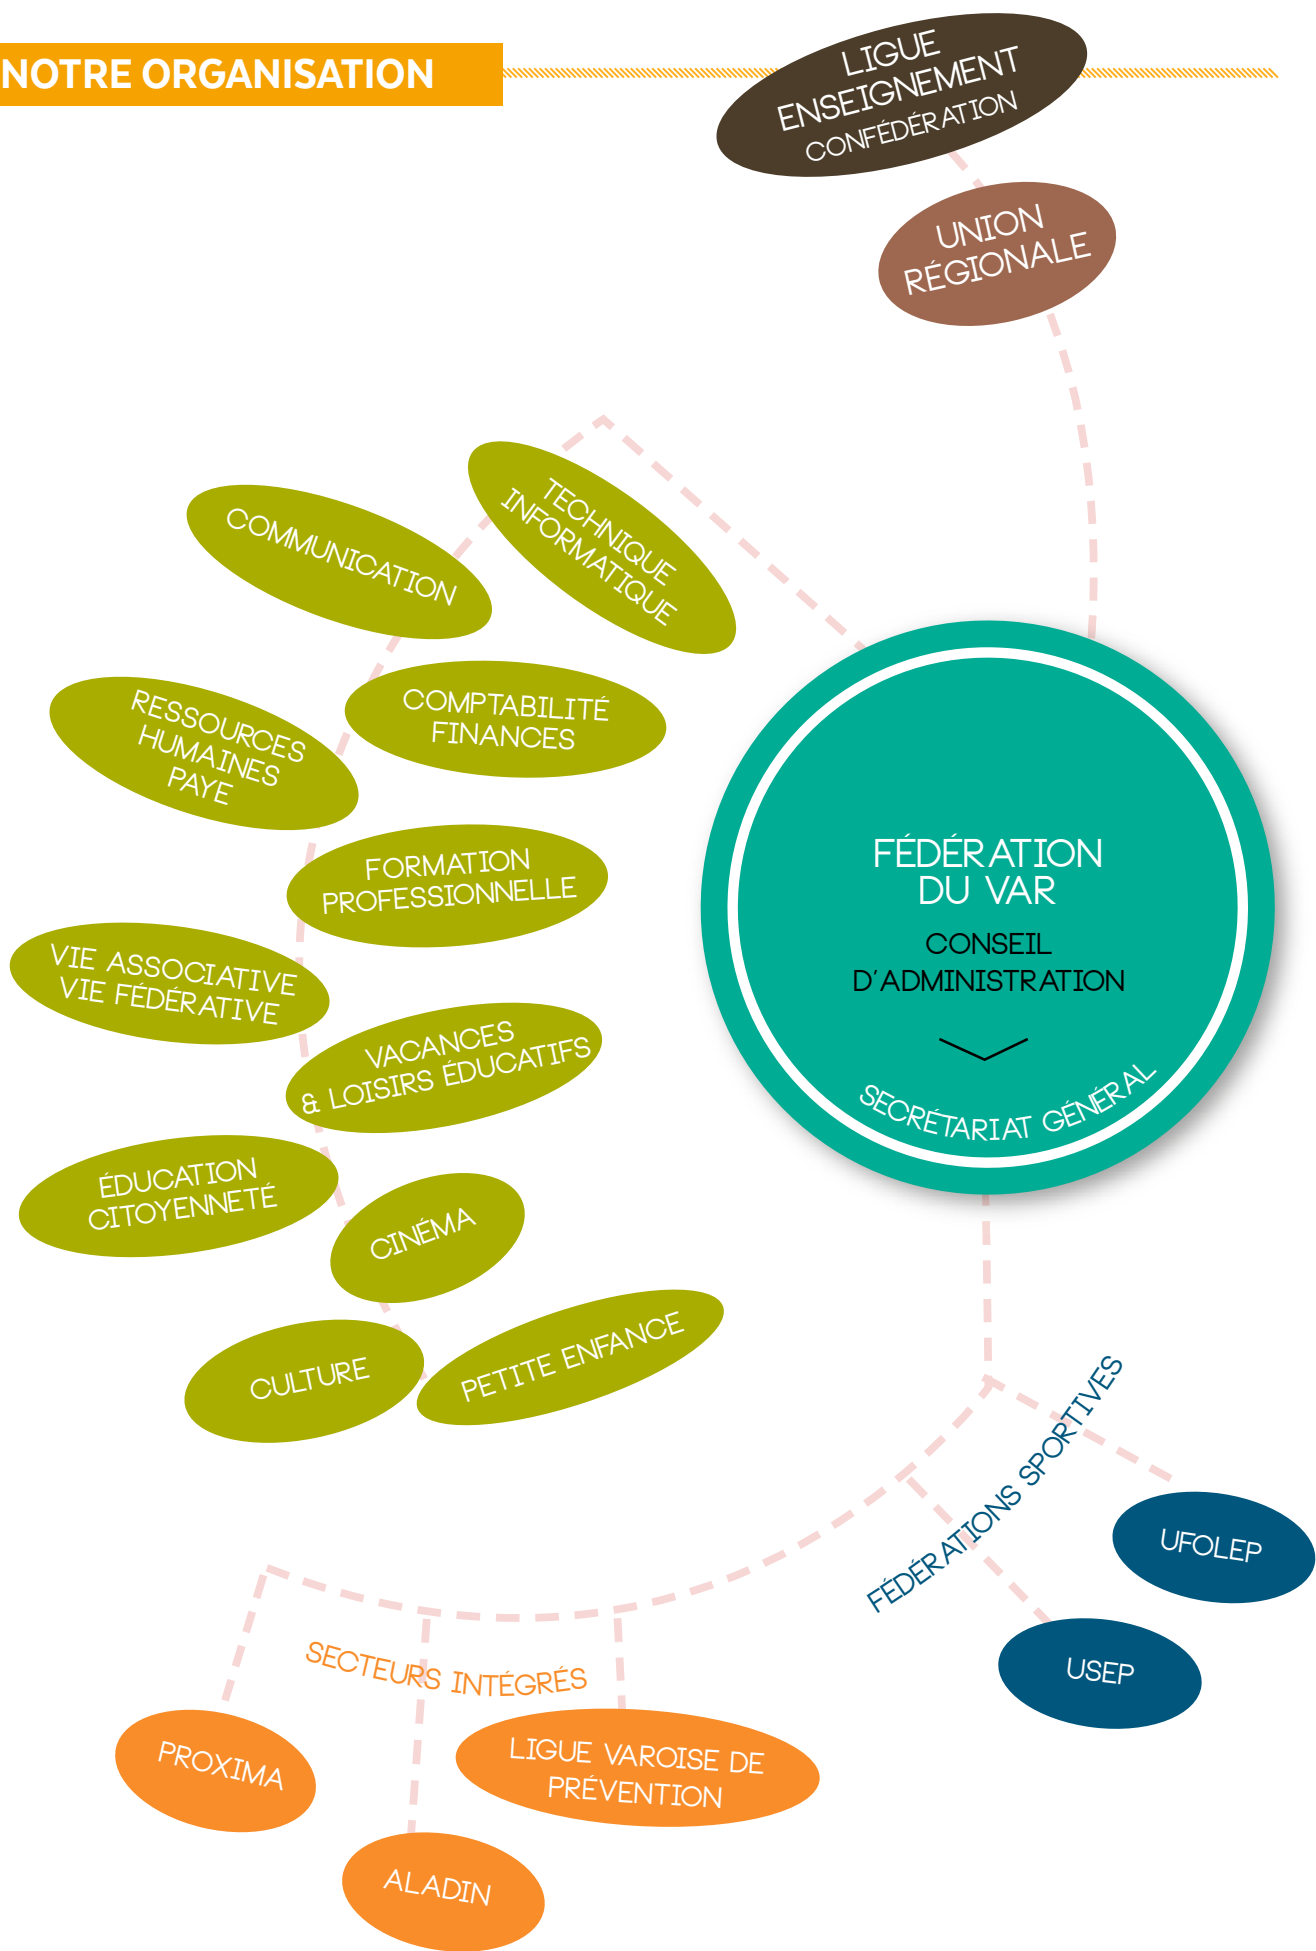 NOTRE ORGANISATION
LIGUE
ENSEIGNEMENT
CONFÉDÉRATION
UNION
RÉGIONALE
TECHNIQUE
INFORMATIQUE
COMMUNICATION
COMPTABILITÉ
FINANCES
RESSOURCES
HUMAINES
PAYE
FORMATION
PROFESSIONNELLE
VIE ASSOCIATIVE
VIE FÉDÉRATIVE
VACANCES
& LOISIRS ÉDUCATIFS
ÉDUCATION
CITOYENNETÉ
CINÉMA
CULTURE
PETITE ENFANCE
FÉDÉRATION
DU VAR
CONSEIL
D'ADMINISTRATION
SECRÉTARIAT GÉNÉRAL
FÉDÉRATIONS SPORTIVES
UFOLEP
USEP
SECTEURS INTÉGRÉS
PROXIMA
LIGUE VAROISE DE
PRÉVENTION
ALADIN